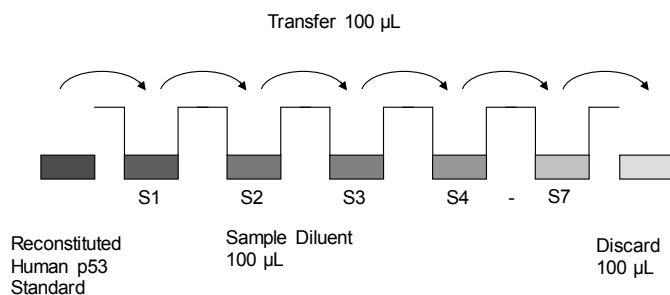 Transfer 100 µL
S1 S2 S3 S4 - S7
Reconstituted
Human p53
Standard
Sample Diluent
100 µL
Discard
100 µL